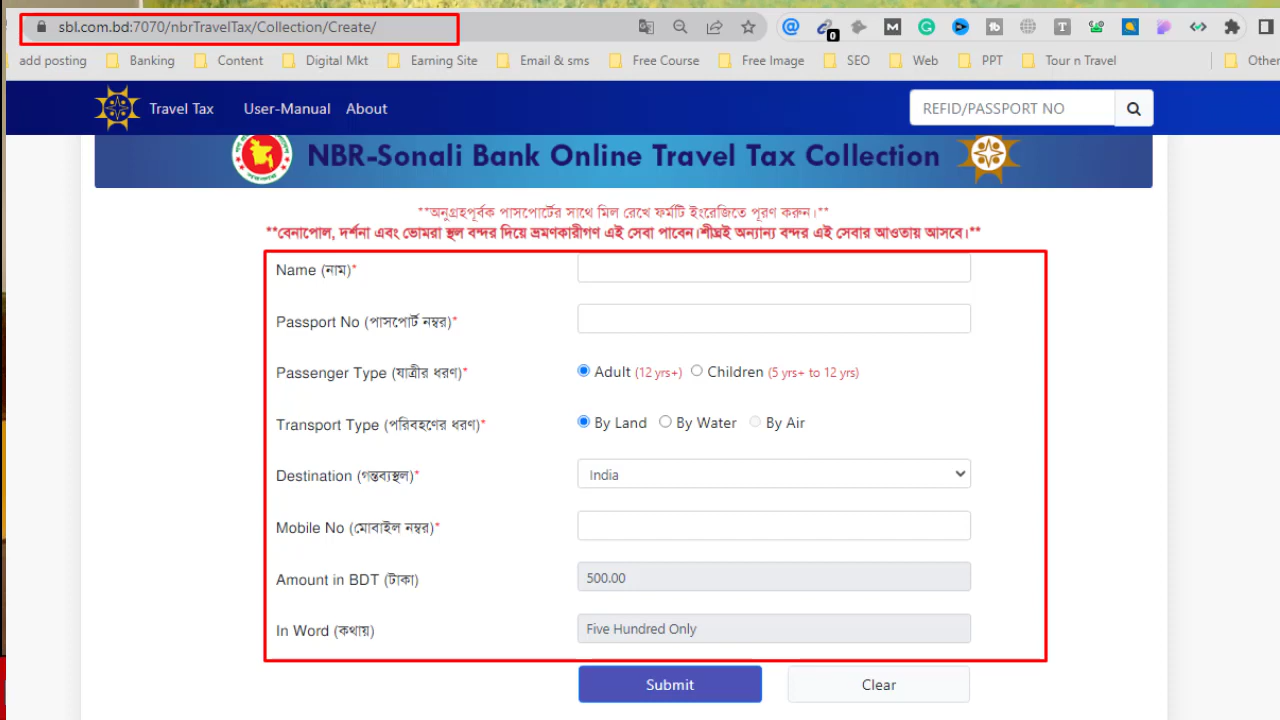 sbl.com.bd:7070/nbrTravelTax/Collection/Create/
add posting Banking Content Digital Mkt Earning Site Email & sms Free Course Free Image SEO Web PPT Tour n Travel Other
Travel Tax User-Manual About REFID/PASSPORT NO
NBR-Sonali Bank Online Travel Tax Collection
**অনুগ্রহপূর্বক পাসপোর্টের সাথে মিল রেখে ফর্মটি ইংরেজিতে পূরণ করুন।**
**বেনাপোল, দর্শনা এবং ভোমরা স্থল বন্দর দিয়ে ভ্রমণকারীগণ এই সেবা পাবেন।শীঘ্রই অন্যান্য বন্দর এই সেবার আওতায় আসবে।**
Name (নাম)*
Passport No (পাসপোর্ট নম্বর)*
Passenger Type (যাত্রীর ধরণ)* Adult (12 yrs+) Children (5 yrs+ to 12 yrs)
Transport Type (পরিবহণের ধরণ)* By Land By Water By Air
Destination (গন্তব্যস্থল)* India
Mobile No (মোবাইল নম্বর)*
Amount in BDT (টাকা) 500.00
In Word (কথায়) Five Hundred Only
Submit Clear